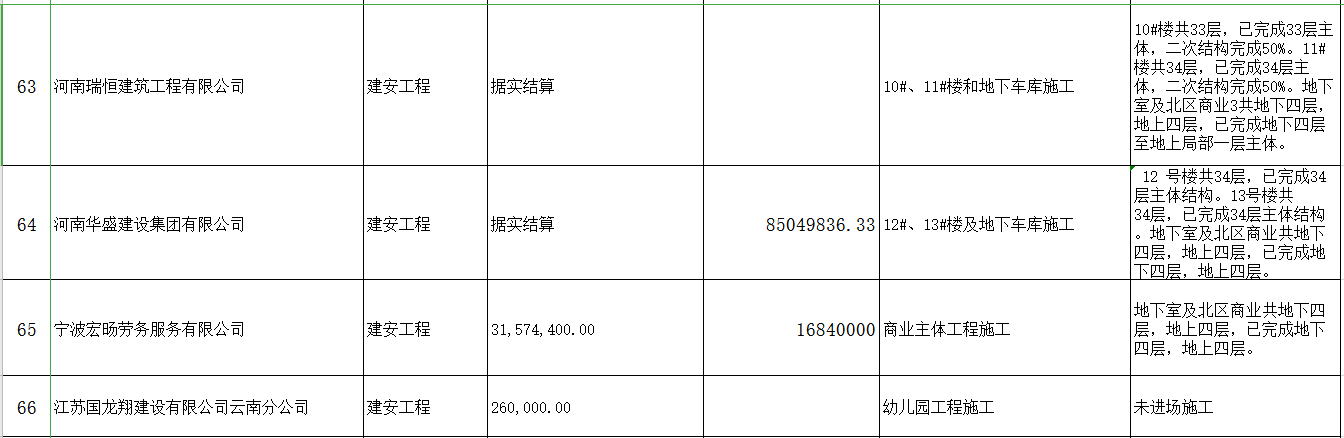 63
河南瑞恒建筑工程有限公司
建安工程
据实结算
10#、11#楼和地下车库施工
10#楼共33层，已完成33层主
体，二次结构完成50%。11#
楼共34层，已完成34层主
体，二次结构完成50%。地下
室及北区商业3共地下四层，
地上四层，已完成地下四层
至地上局部一层主体。
64
河南华盛建设集团有限公司
建安工程
据实结算
85049836.33
12#、13#楼及地下车库施工
12 号楼共34层，已完成34
层主体结构。13号楼共
34层，已完成34层主体结构
。地下室及北区商业共地下
四层，地上四层，已完成地
下四层，地上四层。
65
宁波宏旸劳务服务有限公司
建安工程
31,574,400.00
16840000
商业主体工程施工
地下室及北区商业共地下四
层，地上四层，已完成地下
四层，地上四层。
66
江苏国龙翔建设有限公司云南分公司
建安工程
260,000.00
幼儿园工程施工
未进场施工